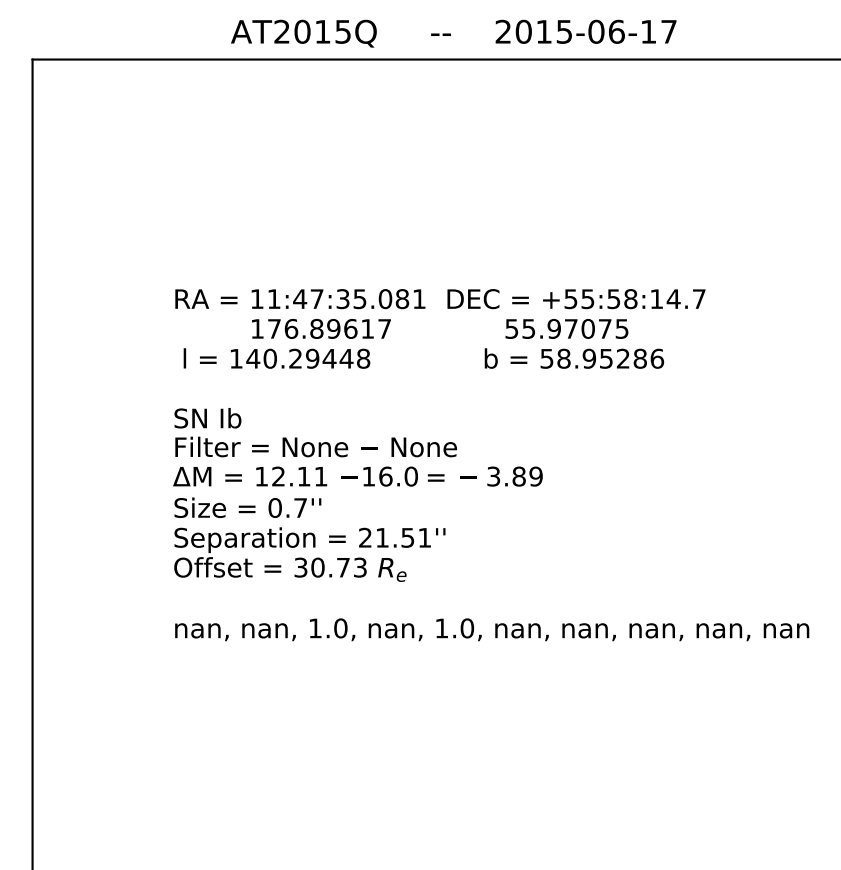 AT2015Q -- 2015-06-17
RA = 11:47:35.081 DEC = +55:58:14.7
176.89617 55.97075
l = 140.29448 b = 58.95286
SN Ib
Filter = None − None
ΔM = 12.11 −16.0 = − 3.89
Size = 0.7''
Separation = 21.51''
Offset = 30.73 Rₑ
nan, nan, 1.0, nan, 1.0, nan, nan, nan, nan, nan